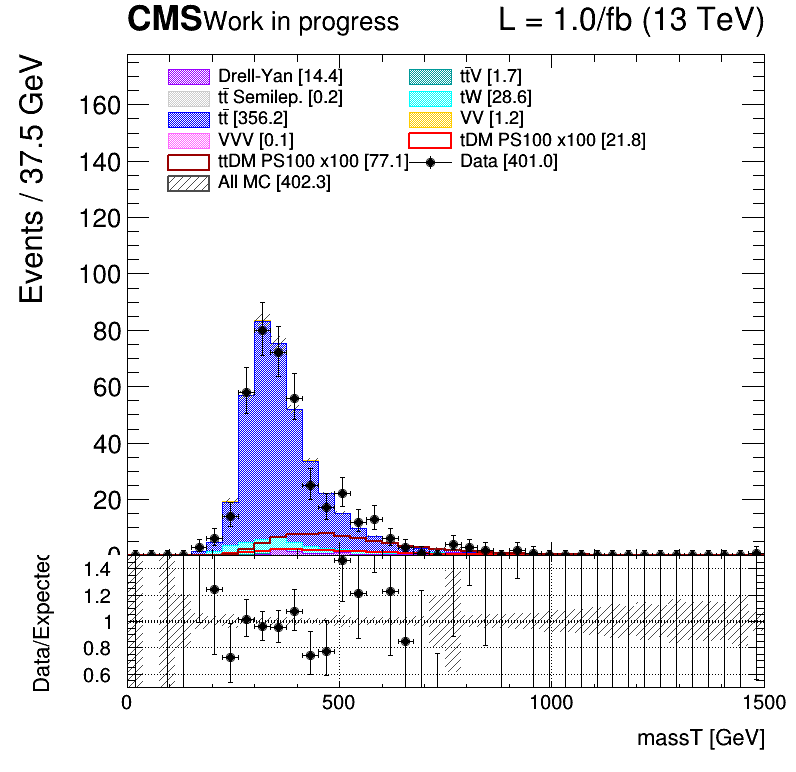 CMS Work in progress L = 1.0/fb (13 TeV)
Events / 37.5 GeV
Drell-Yan [14.4] tt̄V [1.7]
tt̄ Semilep. [0.2] tW [28.6]
tt̄ [356.2] VV [1.2]
VVV [0.1] tDM PS100 x100 [21.8]
ttDM PS100 x100 [77.1] Data [401.0]
All MC [402.3]
160
140
120
100
80
60
40
20
0
Data/Expected
1.4
1.2
1
0.8
0.6
0 500 1000 1500
massT [GeV]